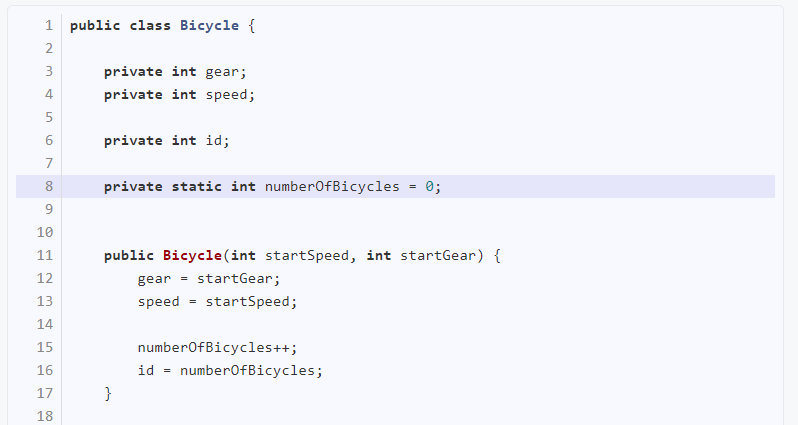 1 public class Bicycle {
2
3     private int gear;
4     private int speed;
5
6     private int id;
7
8     private static int numberOfBicycles = 0;
9
10
11     public Bicycle(int startSpeed, int startGear) {
12         gear = startGear;
13         speed = startSpeed;
14
15         numberOfBicycles++;
16         id = numberOfBicycles;
17     }
18